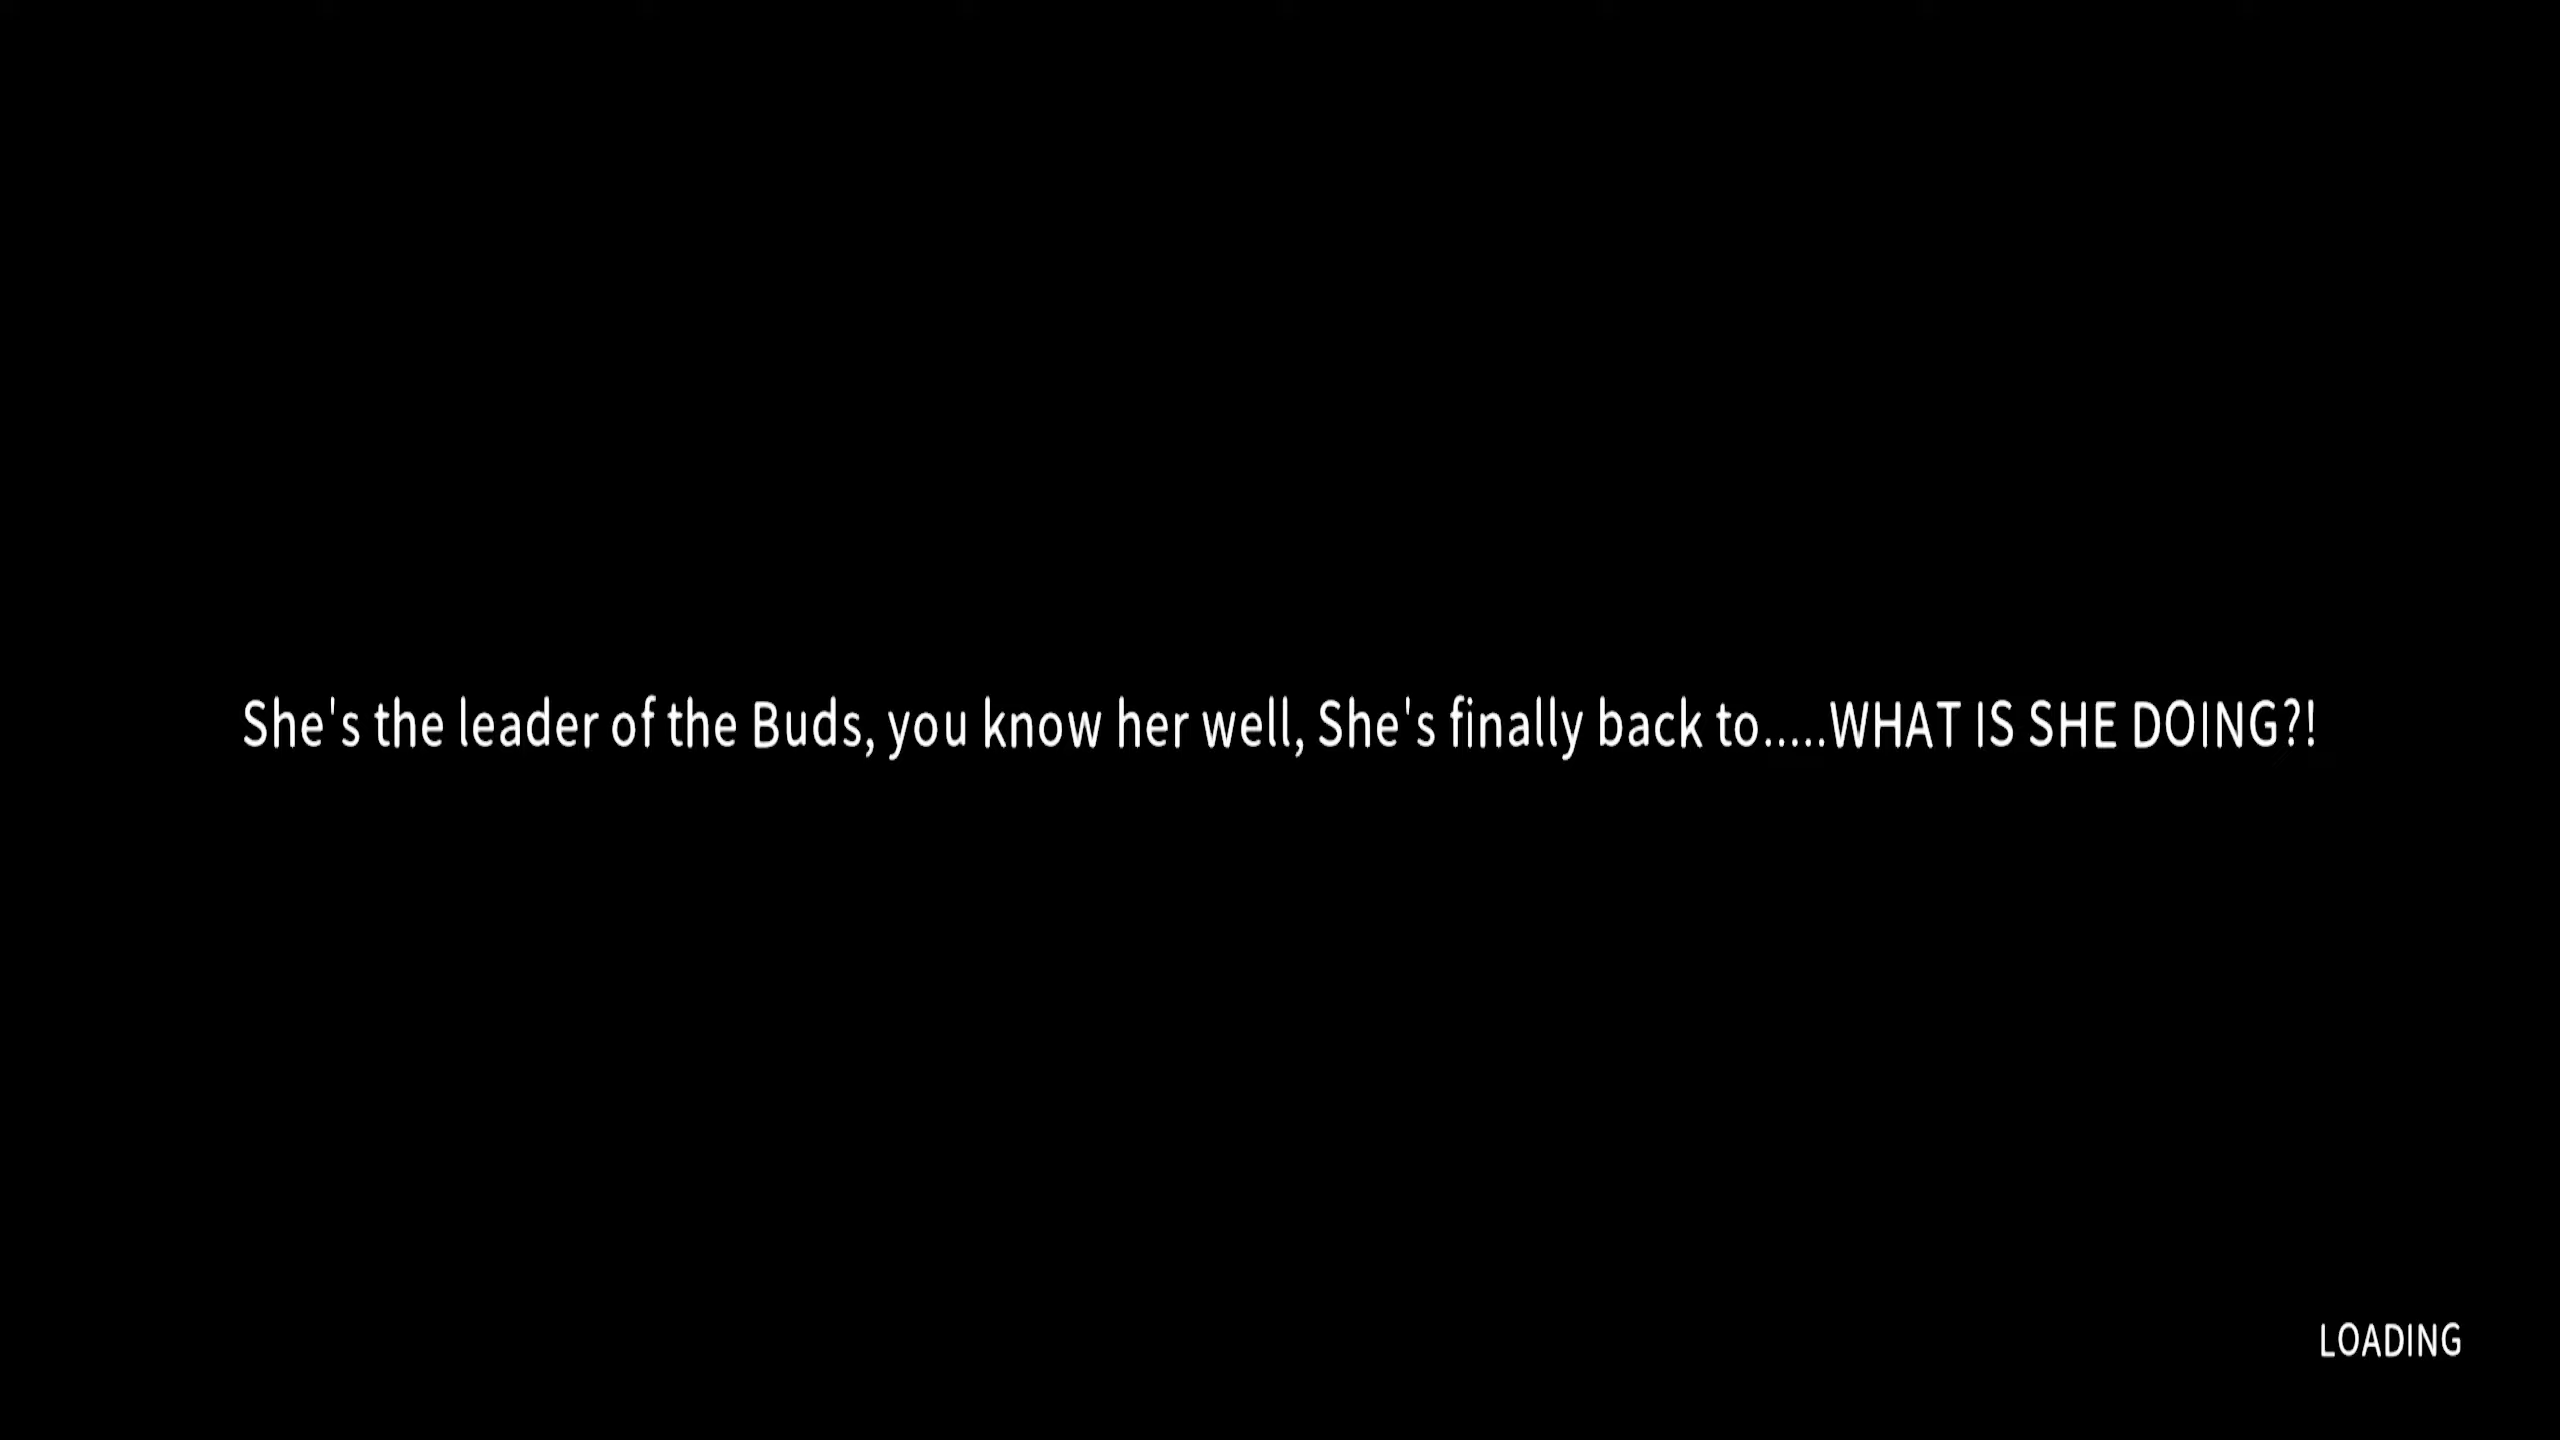 She's the leader of the Buds, you know her well, She's finally back to.....WHAT IS SHE DOING?!
LOADING